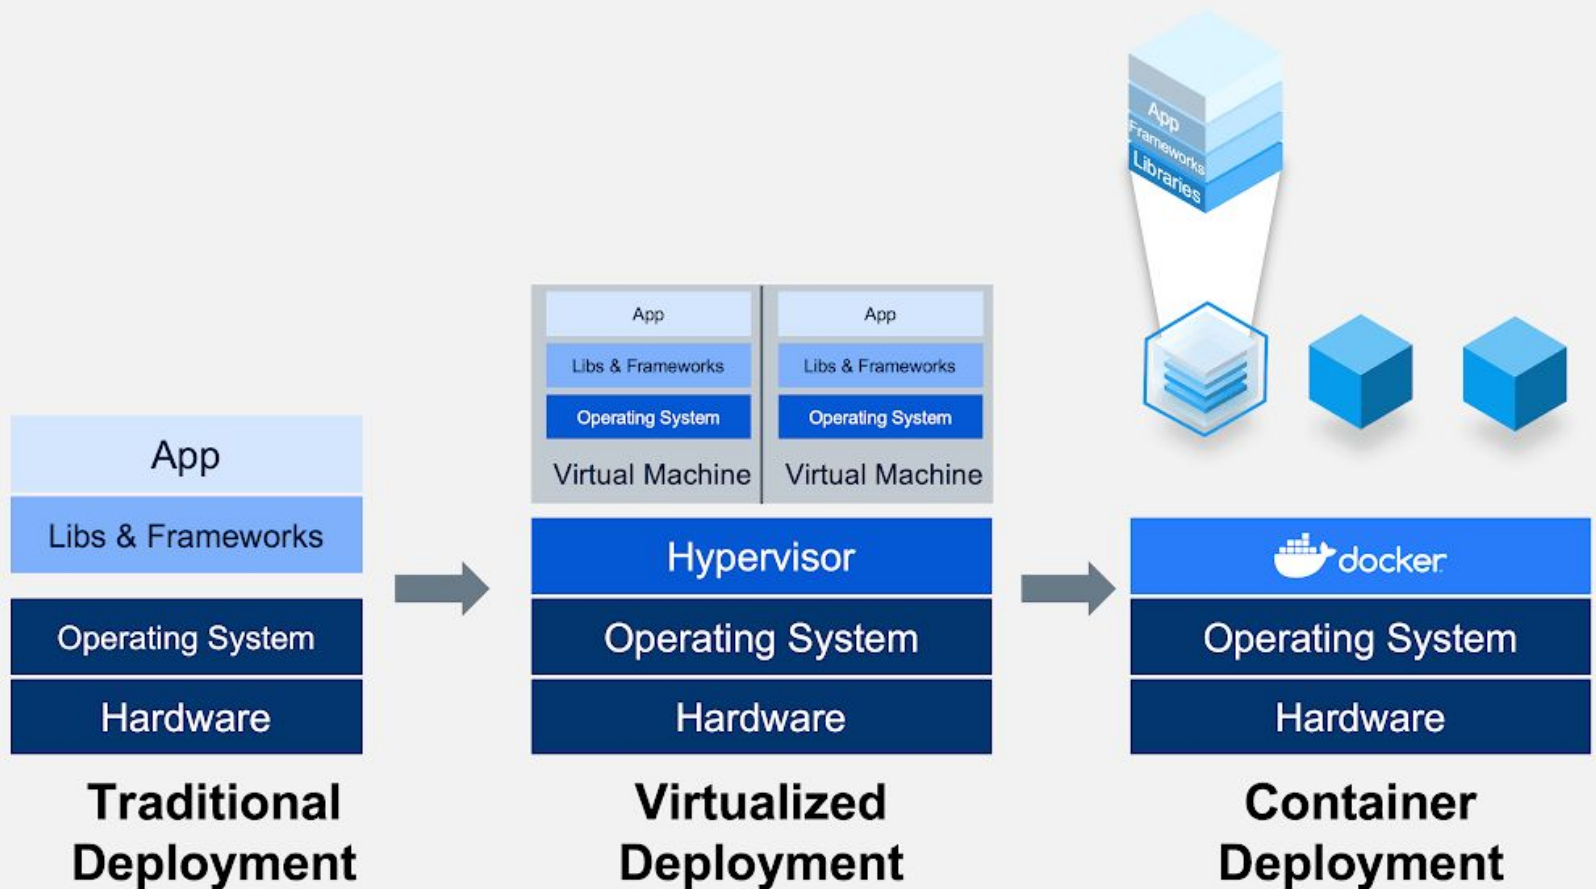 App
Libs & Frameworks
Operating System
Hardware
Traditional
Deployment
App
Libs & Frameworks
Operating System
Virtual Machine
App
Libs & Frameworks
Operating System
Virtual Machine
Hypervisor
Operating System
Hardware
Virtualized
Deployment
App
Frameworks
Libraries
docker
Operating System
Hardware
Container
Deployment